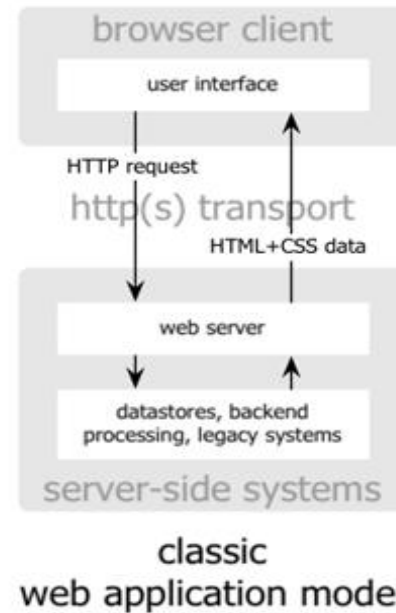 browser client
user interface
HTTP request
http(s) transport
HTML+CSS data
web server
datastores, backend
processing, legacy systems
server-side systems
classic
web application mode